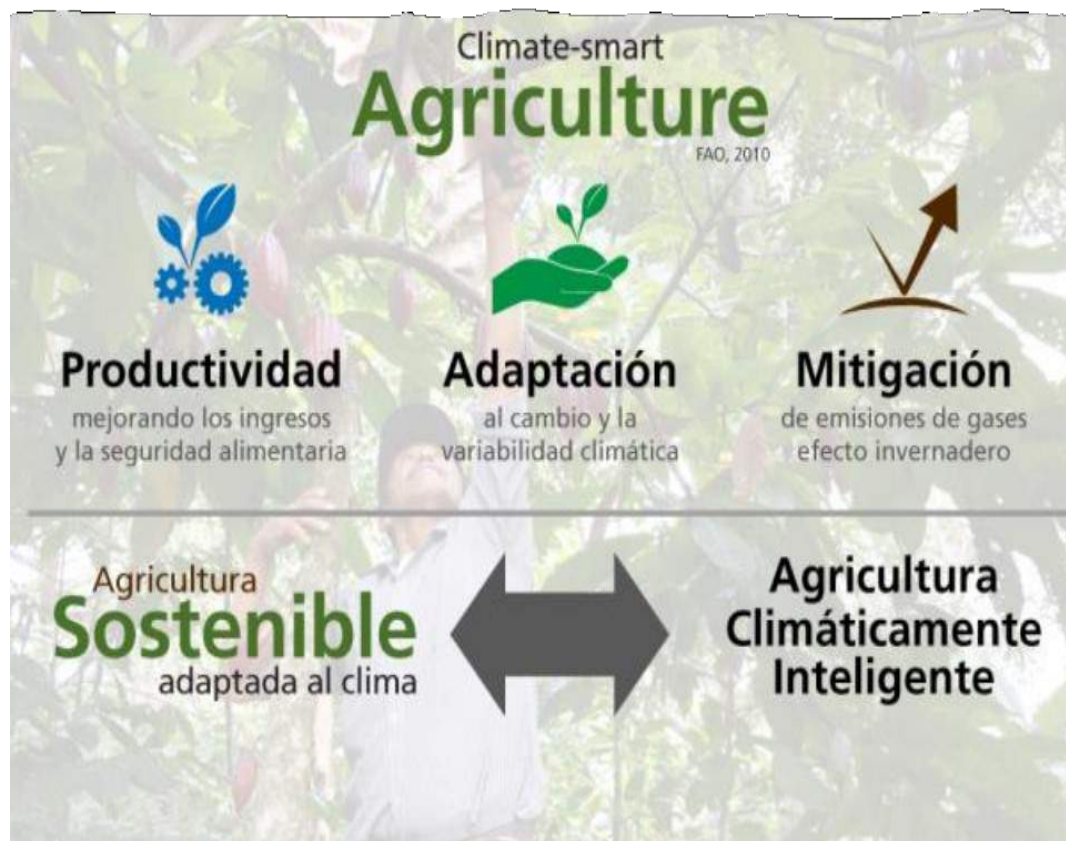 Climate-smart
Agriculture
FAO, 2010
Productividad
mejorando los ingresos
y la seguridad alimentaria
Adaptación
al cambio y la
variabilidad climática
Mitigación
de emisiones de gases
efecto invernadero
Agricultura
Sostenible
adaptada al clima
Agricultura
Climáticamente
Inteligente